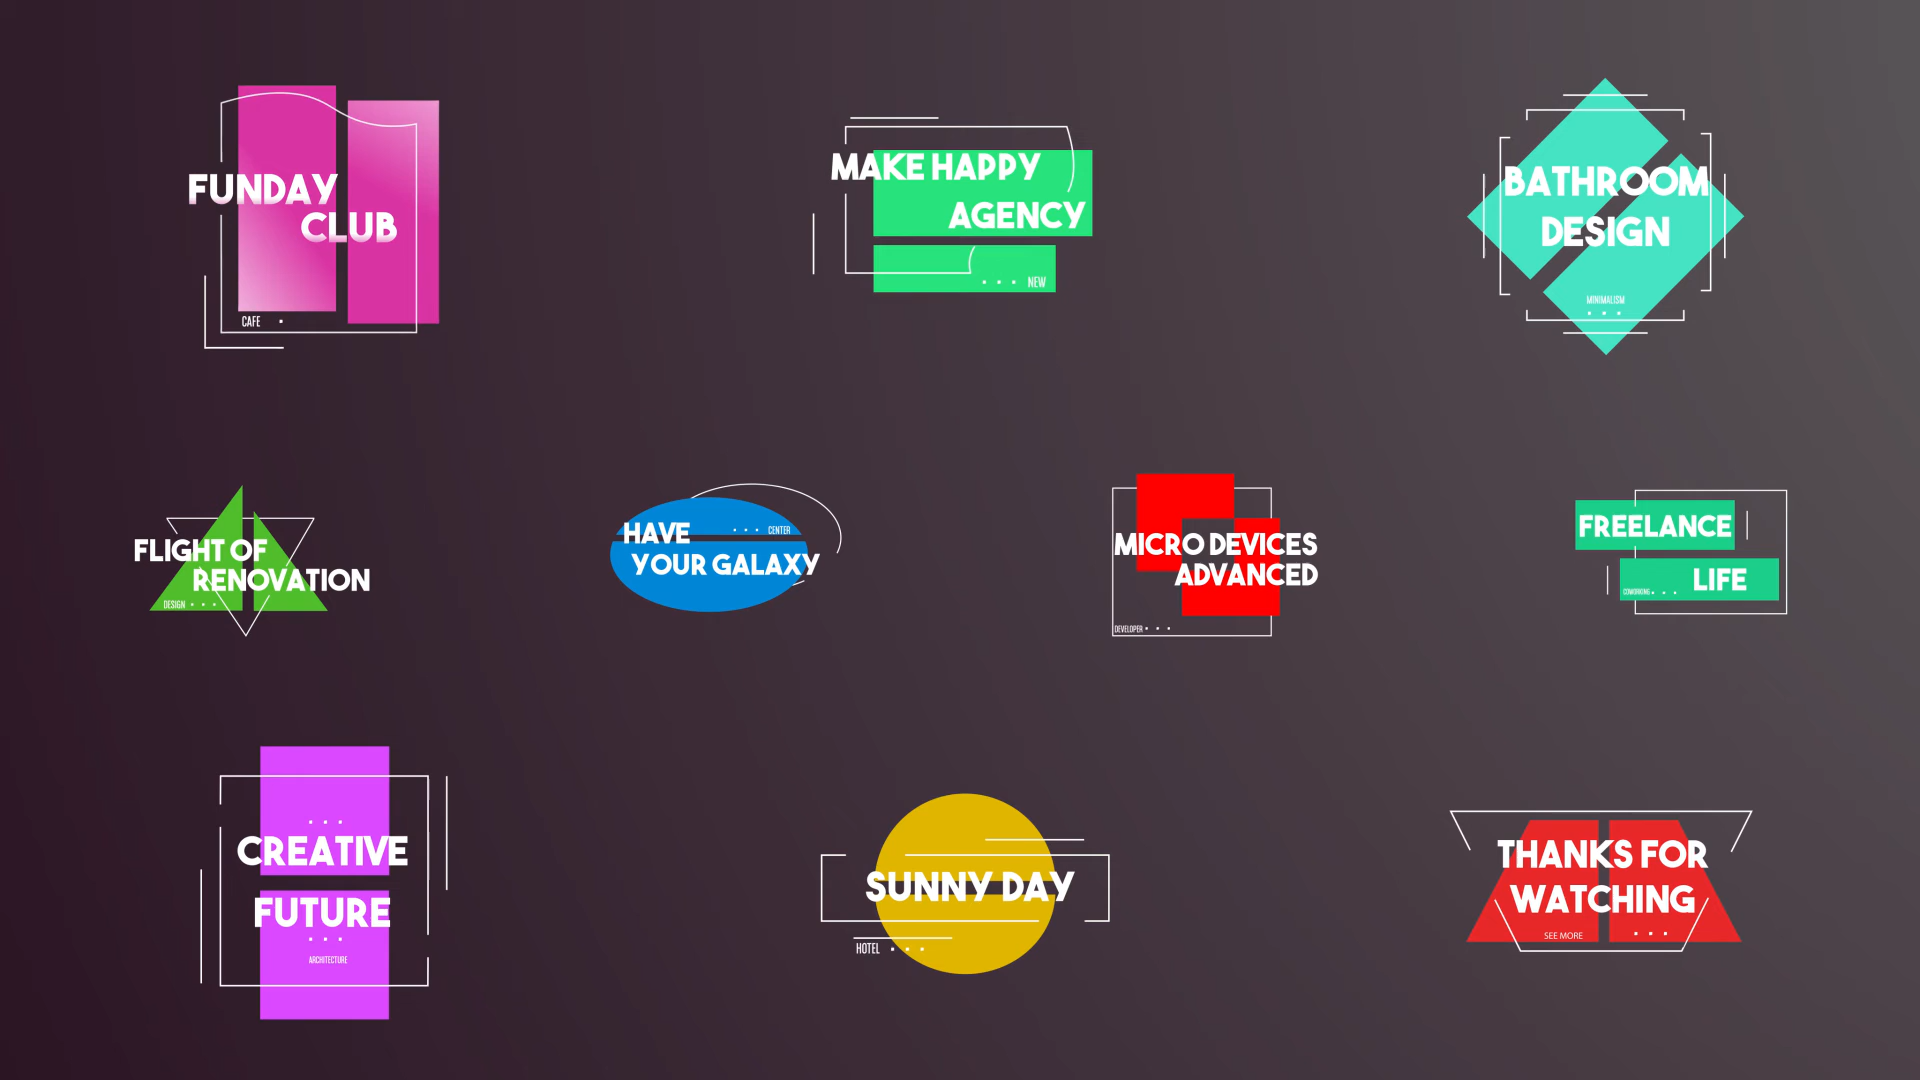 FUNDAY
CLUB
CAFE
MAKE HAPPY
AGENCY
NEW
BATHROOM
DESIGN
MINIMALISM
FLIGHT OF
RENOVATION
DESIGN
HAVE
CENTER
YOUR GALAXY
MICRO DEVICES
ADVANCED
DEVELOPER
FREELANCE
LIFE
COWORKING
CREATIVE
FUTURE
ARCHITECTURE
SUNNY DAY
HOTEL
THANKS FOR
WATCHING
SEE MORE